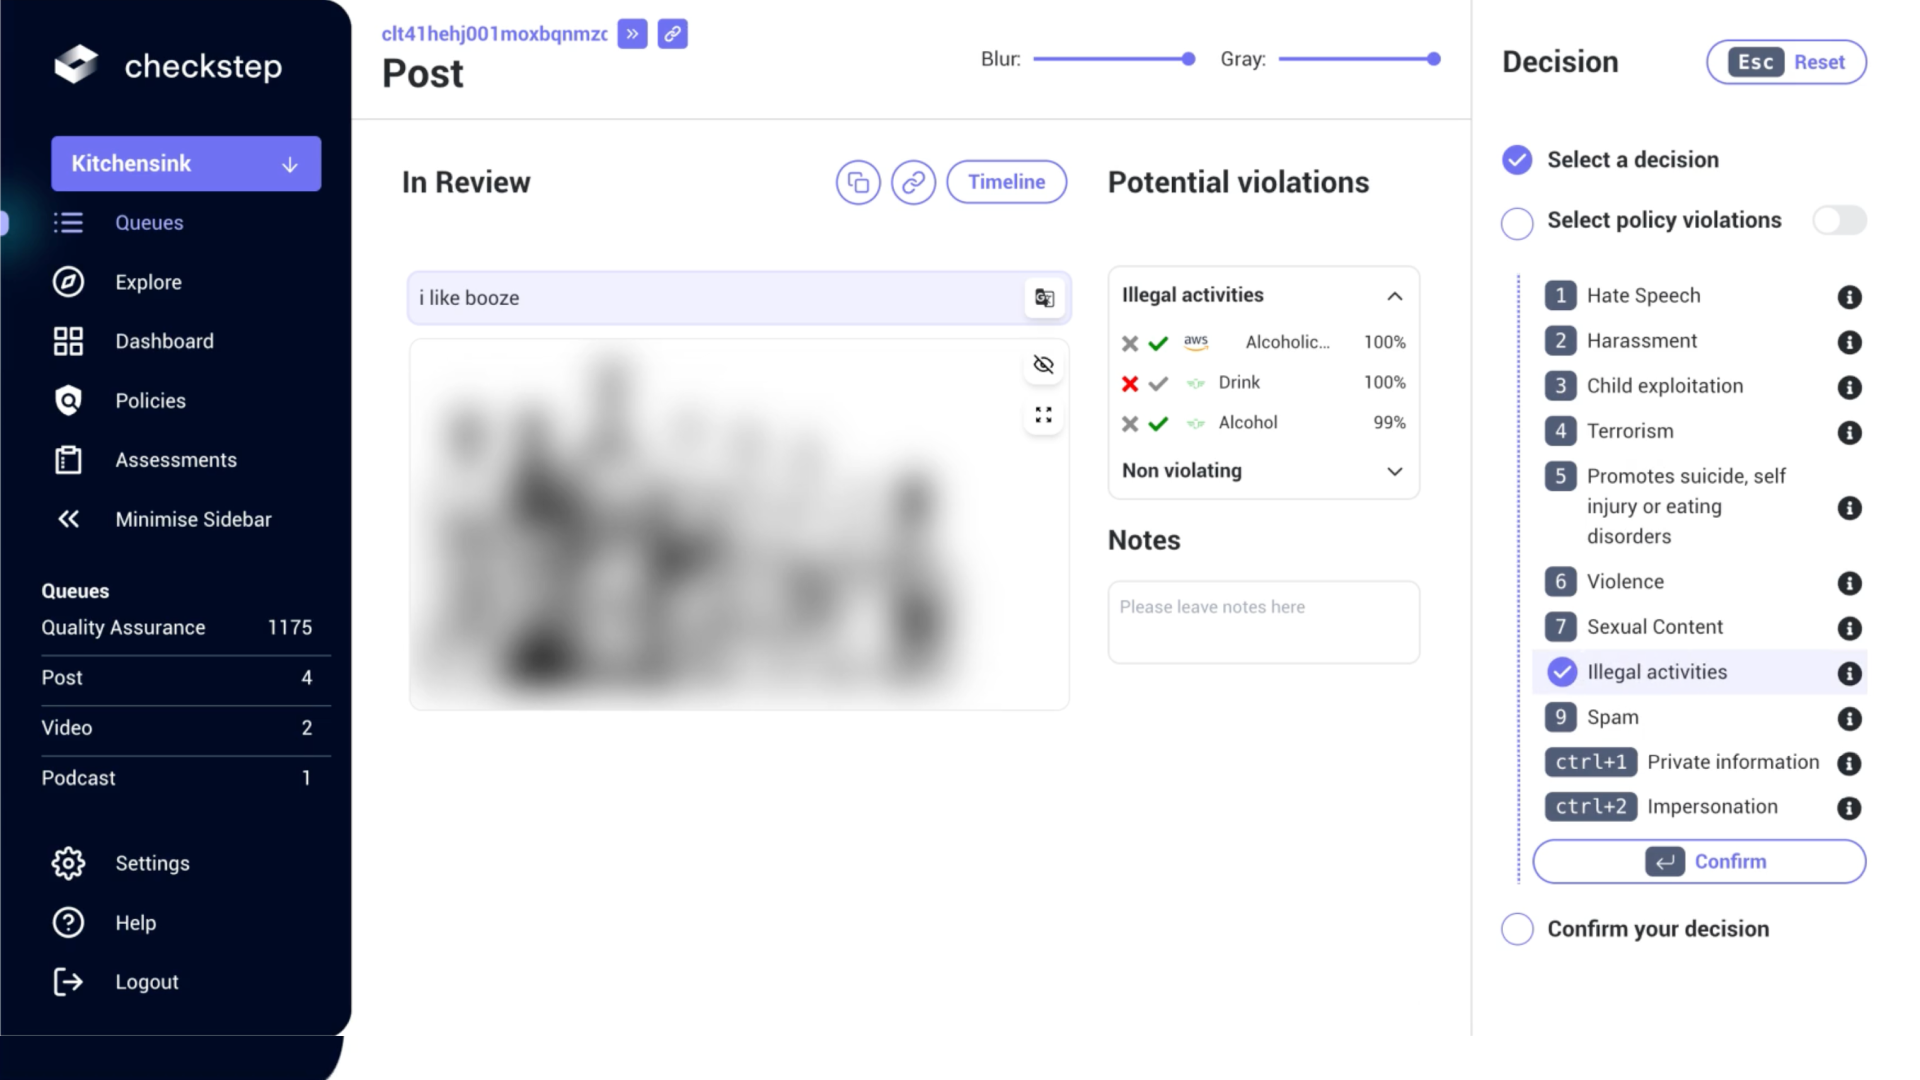 checkstep
Kitchensink
Queues
Explore
Dashboard
Policies
Assessments
Minimise Sidebar
Queues
Quality Assurance 1175
Post 4
Video 2
Podcast 1
Settings
Help
Logout
clt41hehj001moxbqnmzc
Post
Blur:
Gray:
In Review
Timeline
i like booze
Potential violations
Illegal activities
aws Alcoholic... 100%
Drink 100%
Alcohol 99%
Non violating
Notes
Please leave notes here
Decision
Esc Reset
Select a decision
Select policy violations
1 Hate Speech
2 Harassment
3 Child exploitation
4 Terrorism
5 Promotes suicide, self
injury or eating
disorders
6 Violence
7 Sexual Content
Illegal activities
9 Spam
ctrl+1 Private information
ctrl+2 Impersonation
Confirm
Confirm your decision